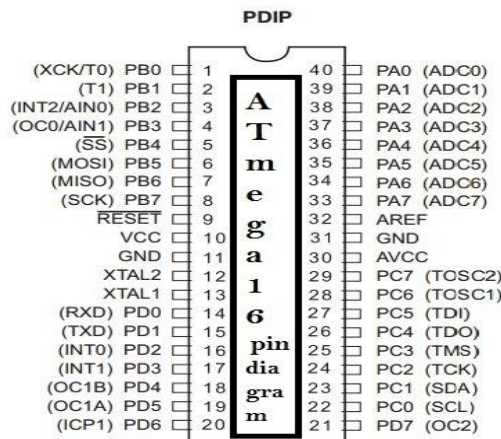 PDIP
(XCK/T0) PB0 1 40 PA0 (ADC0)
(T1) PB1 2 39 PA1 (ADC1)
(INT2/AIN0) PB2 3 38 PA2 (ADC2)
(OC0/AIN1) PB3 4 37 PA3 (ADC3)
(SS) PB4 5 36 PA4 (ADC4)
(MOSI) PB5 6 35 PA5 (ADC5)
(MISO) PB6 7 34 PA6 (ADC6)
(SCK) PB7 8 33 PA7 (ADC7)
RESET 9 32 AREF
VCC 10 31 GND
GND 11 30 AVCC
XTAL2 12 29 PC7 (TOSC2)
XTAL1 13 28 PC6 (TOSC1)
(RXD) PD0 14 27 PC5 (TDI)
(TXD) PD1 15 26 PC4 (TDO)
(INT0) PD2 16 25 PC3 (TMS)
(INT1) PD3 17 24 PC2 (TCK)
(OC1B) PD4 18 23 PC1 (SDA)
(OC1A) PD5 19 22 PC0 (SCL)
(ICP1) PD6 20 21 PD7 (OC2)
A
T
m
e
g
a
1
6
pin
dia
gra
m